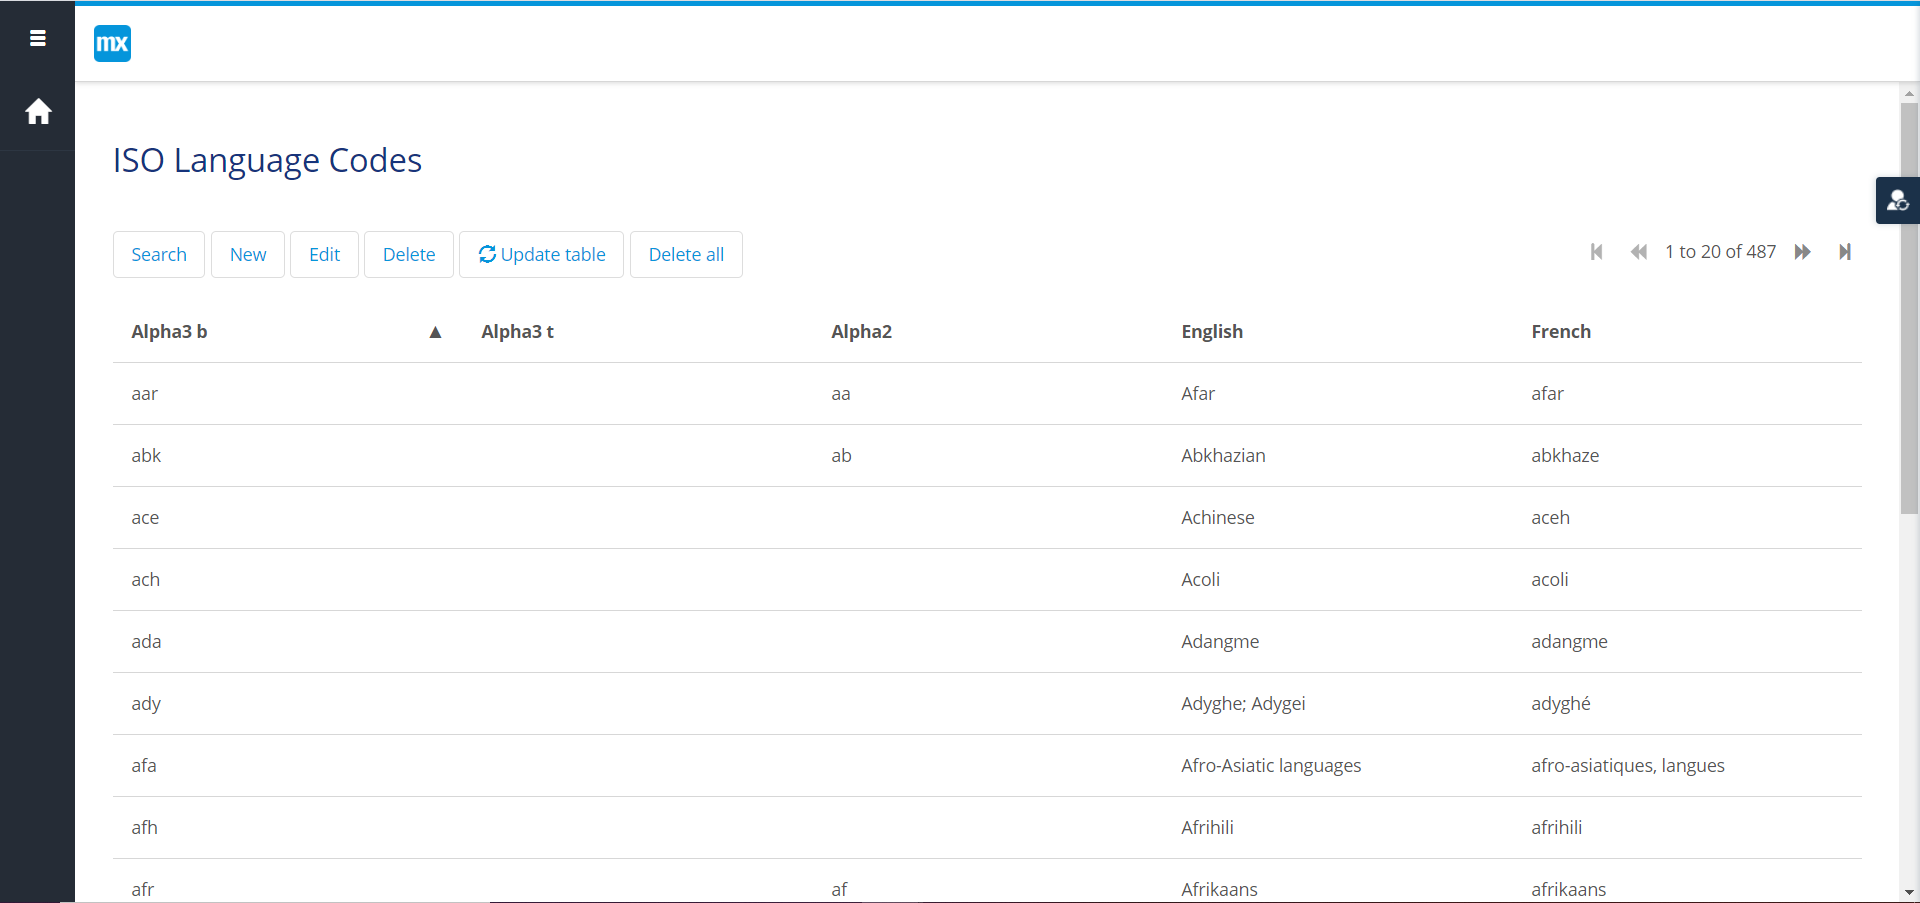 mx
ISO Language Codes
Search New Edit Delete Update table Delete all 1 to 20 of 487
Alpha3 b ▲ Alpha3 t Alpha2 English French
aar aa Afar afar
abk ab Abkhazian abkhaze
ace Achinese aceh
ach Acoli acoli
ada Adangme adangme
ady Adyghe; Adygei adyghé
afa Afro-Asiatic languages afro-asiatiques, langues
afh Afrihili afrihili
afr af Afrikaans afrikaans